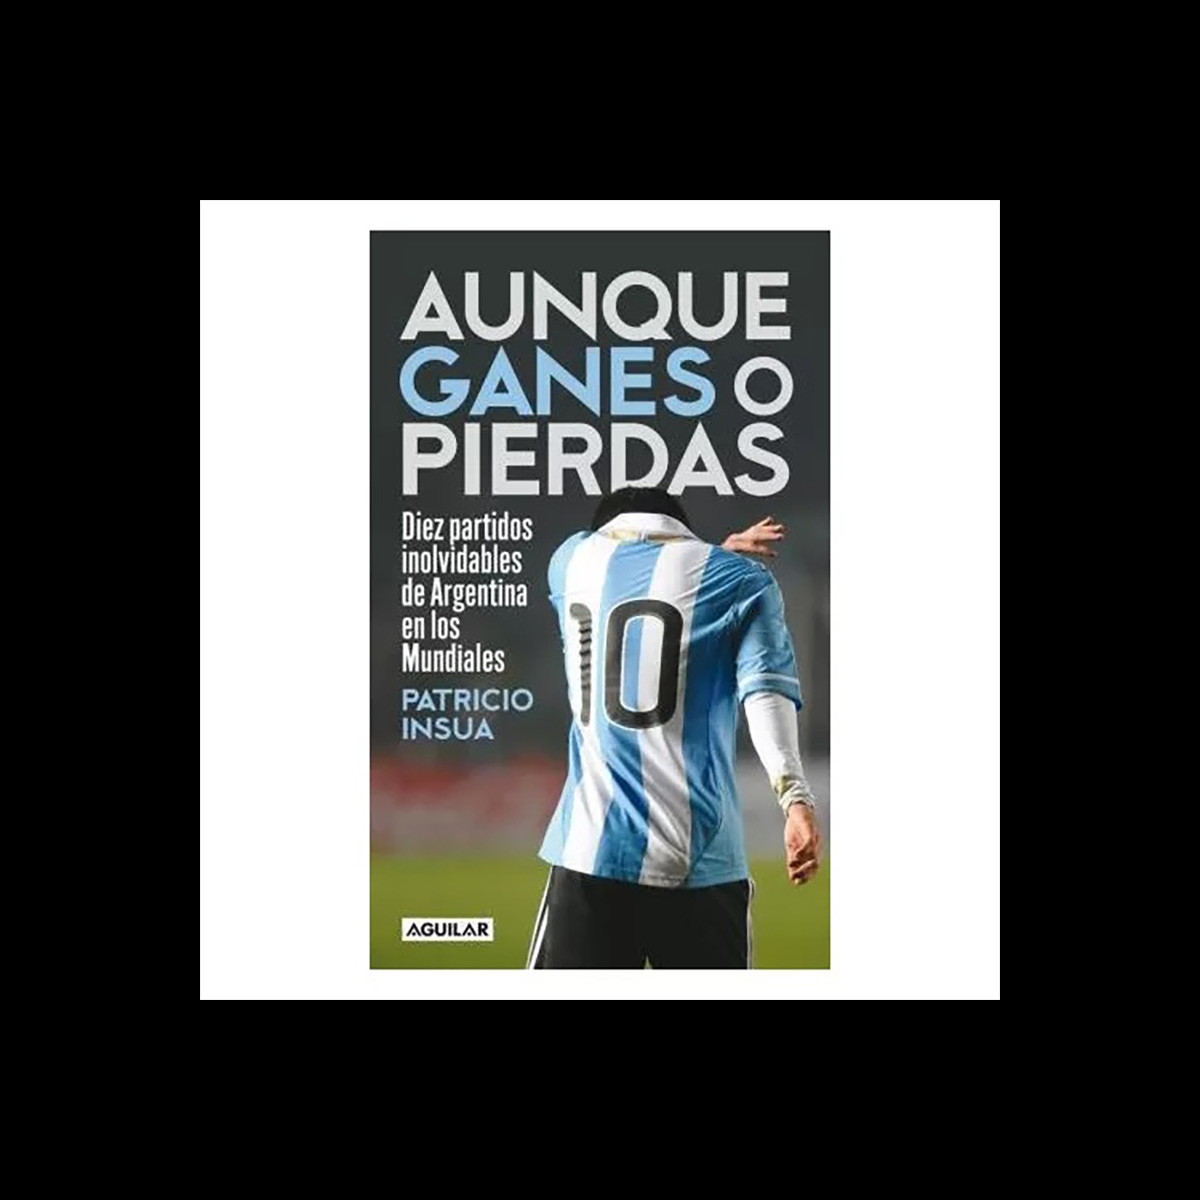 AUNQUE
GANES O
PIERDAS
Diez partidos
inolvidables
de Argentina
en los
Mundiales
PATRICIO
INSUA
10
AGUILAR